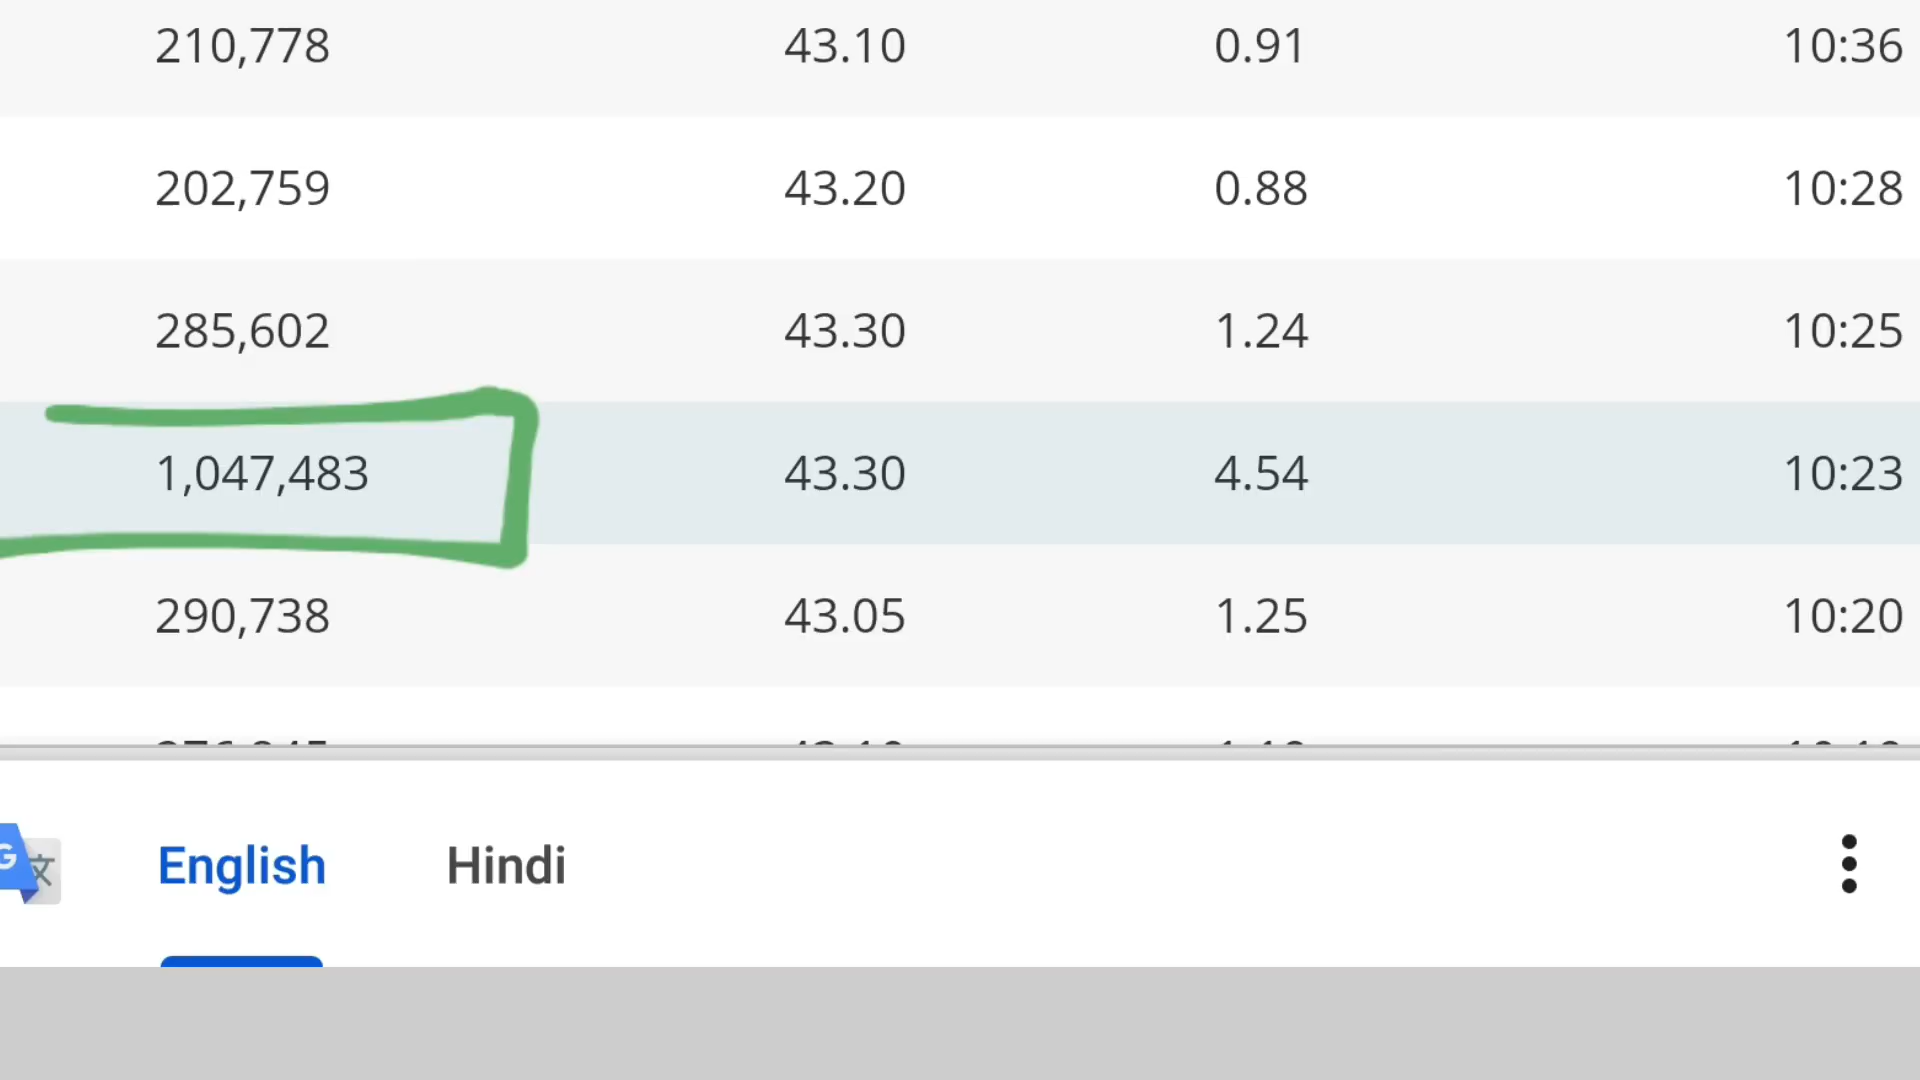 210,778 43.10 0.91 10:36
202,759 43.20 0.88 10:28
285,602 43.30 1.24 10:25
1,047,483 43.30 4.54 10:23
290,738 43.05 1.25 10:20
G 文
English Hindi